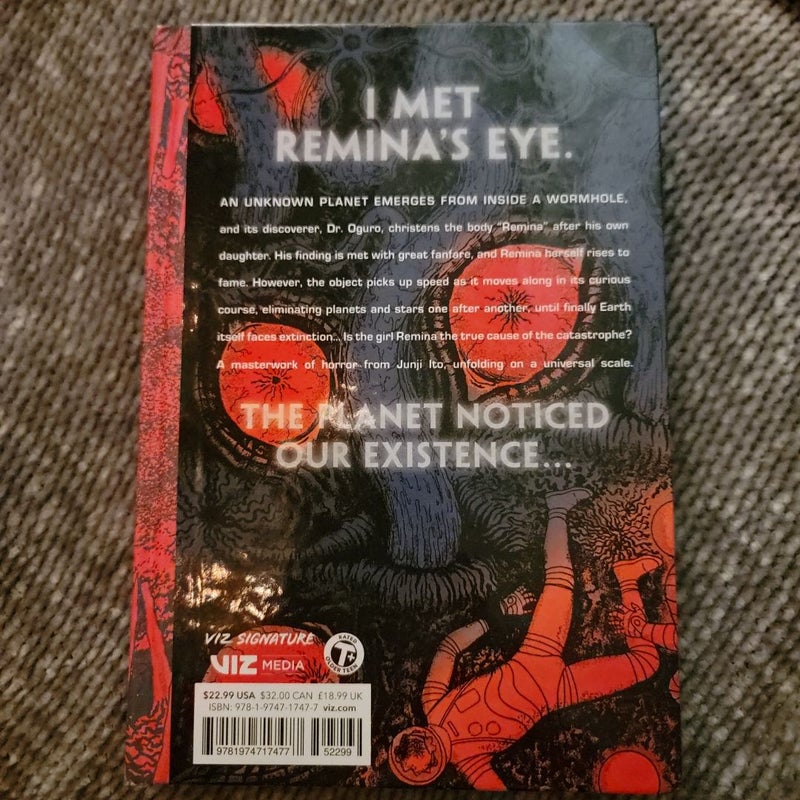 I MET
REMINA'S EYE.
AN UNKNOWN PLANET EMERGES FROM INSIDE A WORMHOLE,
and its discoverer, Dr. Oguro, christens the body "Remina" after his own
daughter. His finding is met with great fanfare, and Remina herself rises to
fame. However, the object picks up speed as it moves along in its curious
course, eliminating planets and stars one after another, until finally Earth
itself faces extinction... Is the girl Remina the true cause of the catastrophe?
A masterwork of horror from Junji Ito, unfolding on a universal scale.
THE PLANET NOTICED
OUR EXISTENCE...
VIZ SIGNATURE
VIZ MEDIA
RATED
T+
OLDER TEEN
$22.99 USA $32.00 CAN £18.99 UK
ISBN: 978-1-9747-1747-7 viz.com
9781974717477
52299